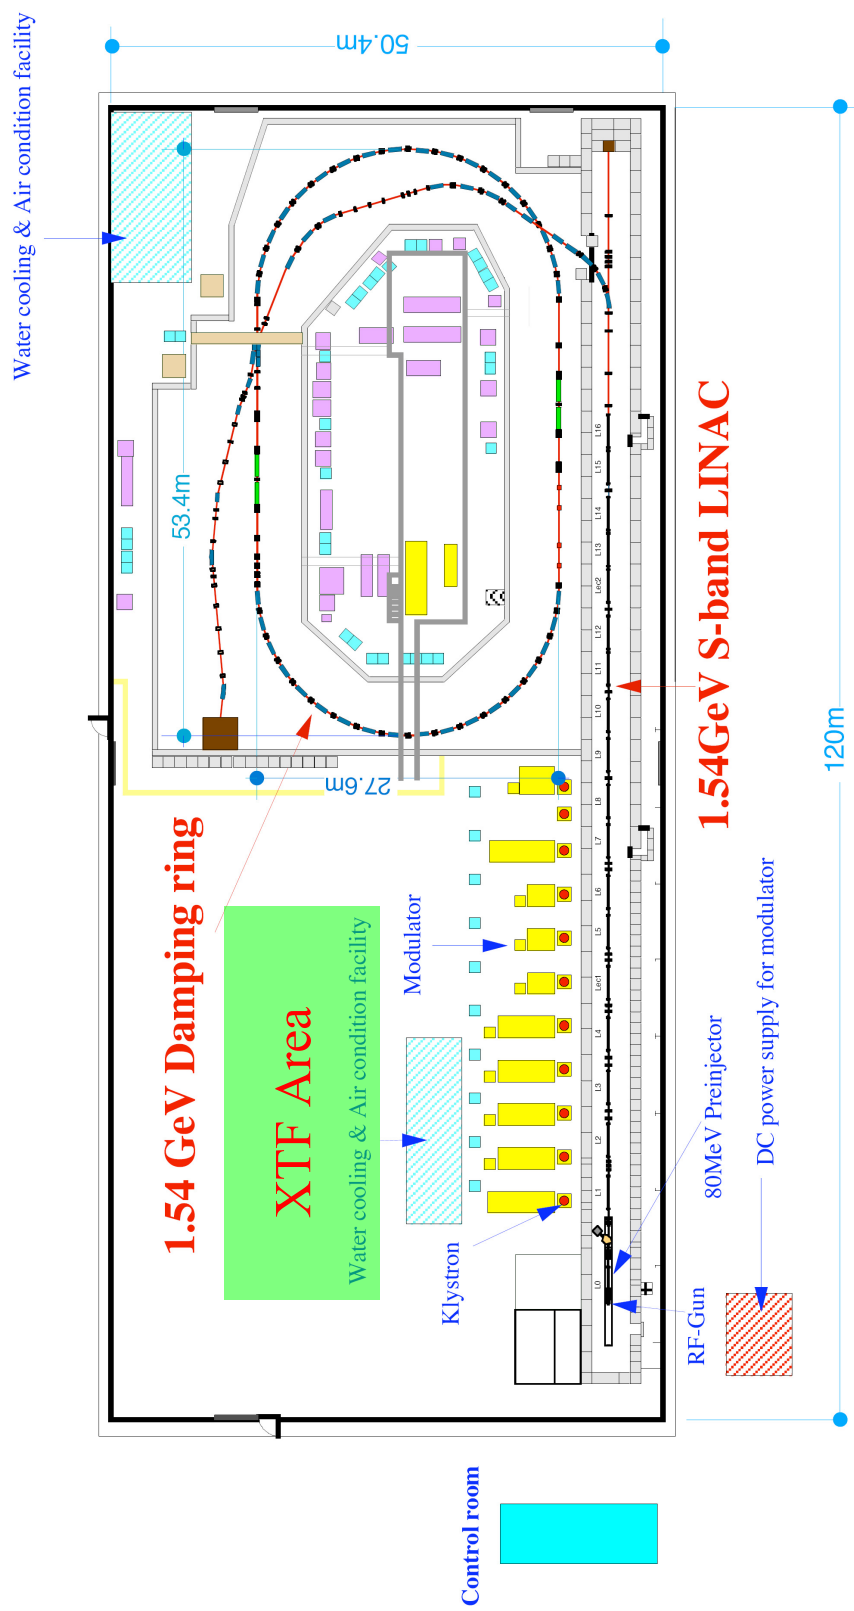 Water cooling & Air condition facility
50.4m
53.4m
27.6m
120m
1.54 GeV Damping ring
1.54GeV S-band LINAC
XTF Area
Water cooling & Air condition facility
Modulator
Klystron
L0
L1
L2
L3
L4
Lec1
L5
L6
L7
L8
L9
L10
L11
L12
Lec2
L13
L14
L15
L16
80MeV Preinjector
RF-Gun
DC power supply for modulator
Control room